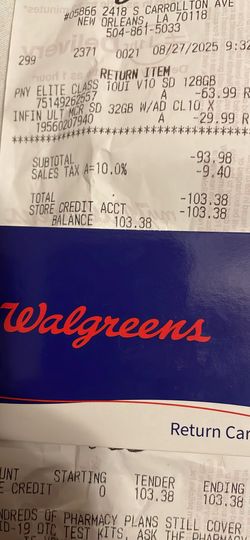 #05866 2418 S CARROLLTON AVE
NEW ORLEANS, LA 70118
504-861-5033
299 2371 0021 08/27/2025 9:32
RETURN ITEM
PNY ELITE CLASS 10UI V10 SD 128GB
75149262557 A -63.99 R
INFIN ULT MCR SD 32GB W/AD CL10 X
19560207940 A -29.99 R
SUBTOTAL -93.98
SALES TAX A=10.0% -9.40
TOTAL -103.38
STORE CREDIT ACCT -103.38
BALANCE 103.38
Walgreens
Return Car
UNT STARTING TENDER ENDING
E CREDIT 0 103.38 103.38
NDREDS OF PHARMACY PLANS STILL COVER
ID-19 OTC TEST KITS, ASK THE PHARMAC